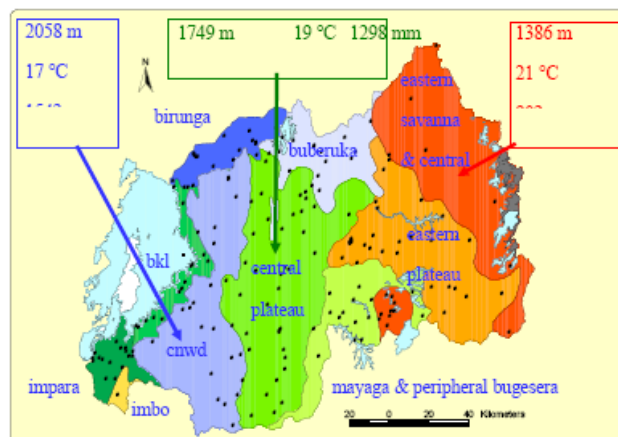 2058 m
17 °C
1749 m 19 °C 1298 mm
1386 m
21 °C
N
birunga
buberuka
eastern
savanna
& central
bkl
central
plateau
eastern
plateau
cnwd
impara
imbo
mayaga & peripheral bugesera
20 0 20 40 Kilometers